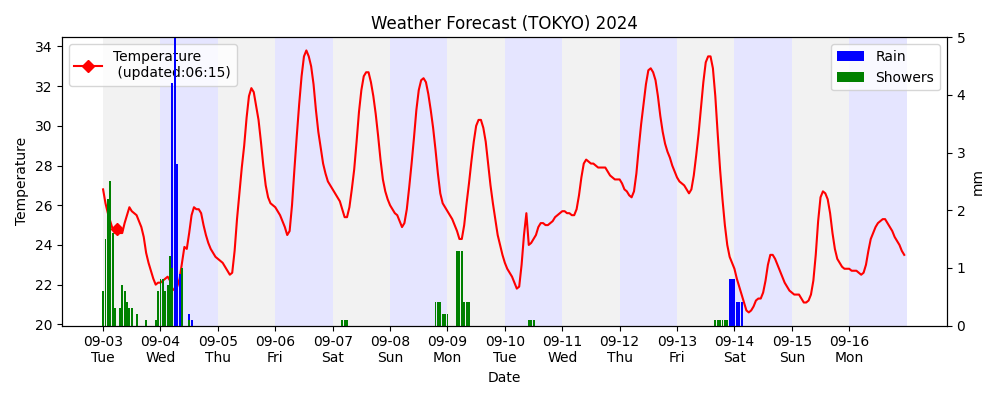 Weather Forecast (TOKYO) 2024
Temperature
(updated:06:15)
Rain
Showers
34
32
30
28
26
24
22
20
Temperature
5
4
3
2
1
0
mm
09-03 09-04 09-05 09-06 09-07 09-08 09-09 09-10 09-11 09-12 09-13 09-14 09-15 09-16
Tue Wed Thu Fri Sat Sun Mon Tue Wed Thu Fri Sat Sun Mon
Date